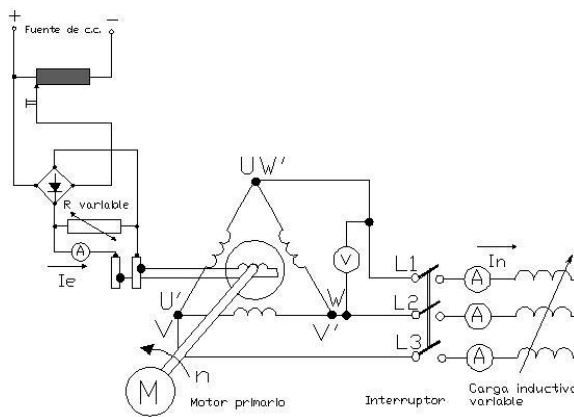 + −
Fuente de c.c.
R variable
A
Ie
UW'
U'
V
W
V'
V
n
M
Motor primario
L1
L2
L3
Interruptor
In
A
A
A
Carga inductiva
variable